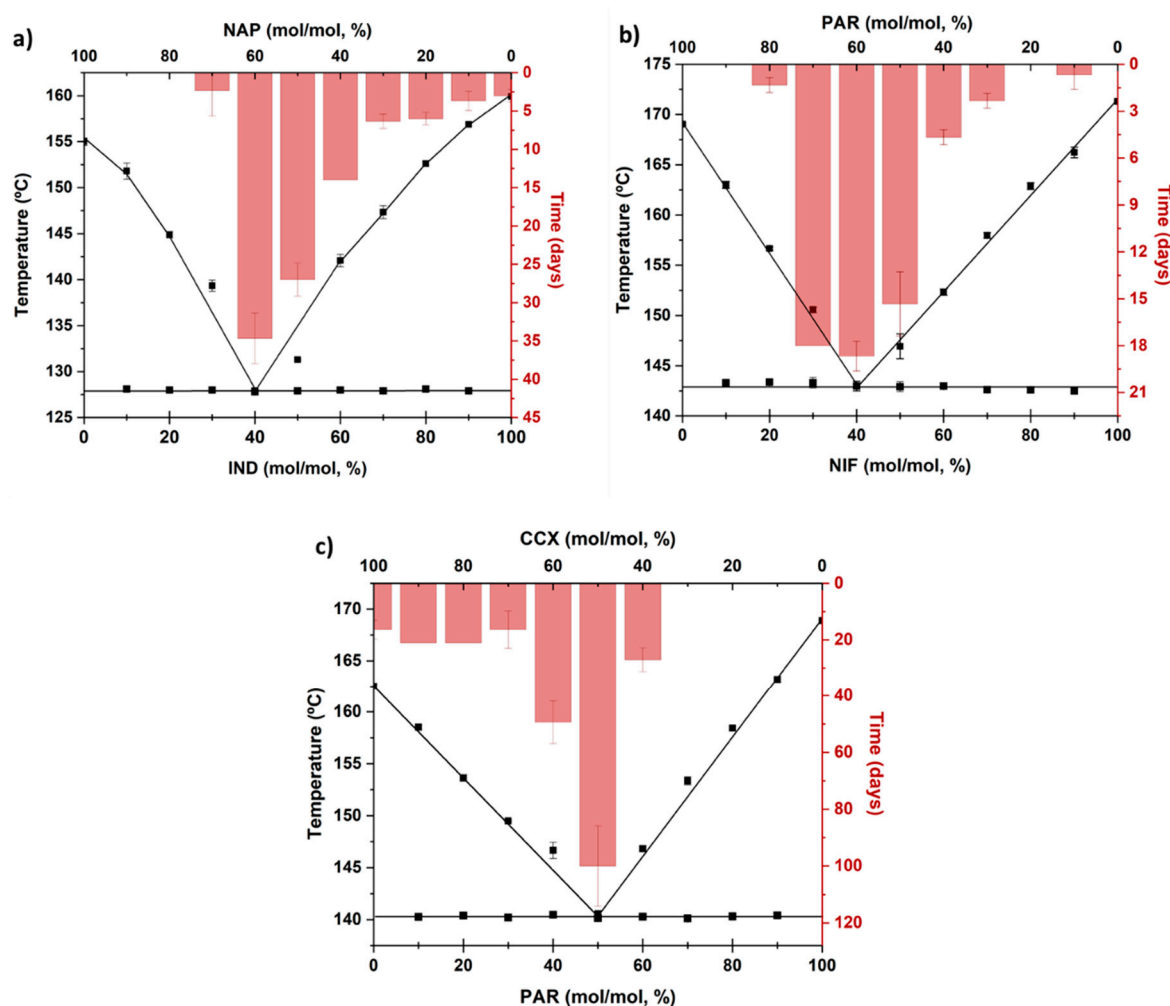 a)
NAP (mol/mol, %)
100 80 60 40 20 0
Temperature (ºC)
160
155
150
145
140
135
130
125
0
5
10
15
20
25
30
35
40
45
Time (days)
0 20 40 60 80 100
IND (mol/mol, %)
b)
PAR (mol/mol, %)
100 80 60 40 20 0
Temperature (ºC)
175
170
165
160
155
150
145
140
0
3
6
9
12
15
18
21
Time (days)
0 20 40 60 80 100
NIF (mol/mol, %)
c)
CCX (mol/mol, %)
100 80 60 40 20 0
Temperature (ºC)
170
165
160
155
150
145
140
0
20
40
60
80
100
120
Time (days)
0 20 40 60 80 100
PAR (mol/mol, %)